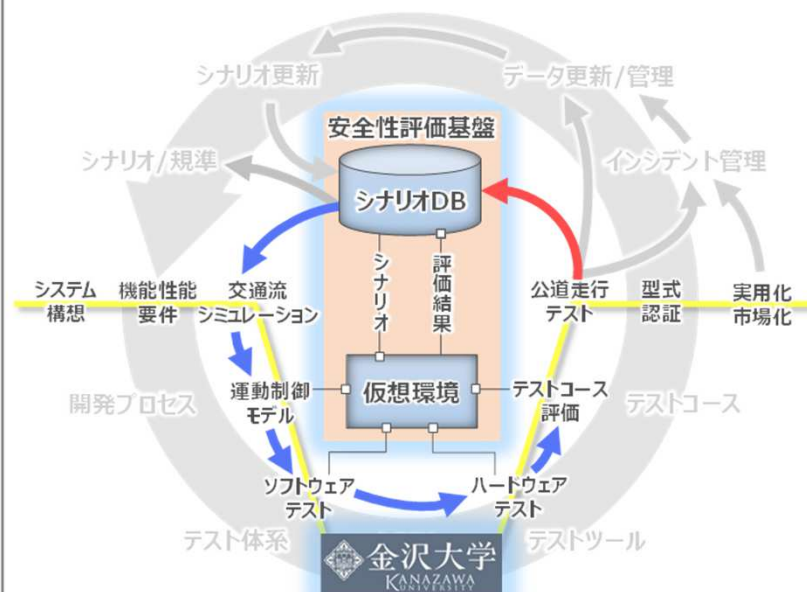 シナリオ更新
データ更新/管理
安全性評価基盤
シナリオ/規準
インシデント管理
シナリオDB
シナリオ
評価結果
システム
構想
機能性能
要件
交通流
シミュレーション
公道走行
テスト
型式
認証
実用化
市場化
運動制御
モデル
仮想環境
テストコース
評価
開発プロセス
テストコース
ソフトウェア
テスト
ハードウェア
テスト
テスト体系
テストツール
金沢大学
KANAZAWA
UNIVERSITY